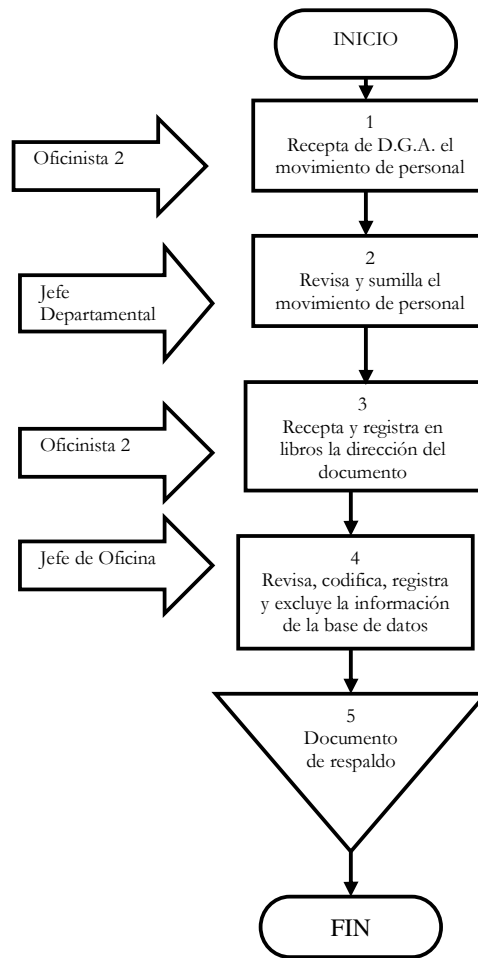 INICIO
Oficinista 2
1
Recepta de D.G.A. el
movimiento de personal
Jefe
Departamental
2
Revisa y sumilla el
movimiento de personal
Oficinista 2
3
Recepta y registra en
libros la dirección del
documento
Jefe de Oficina
4
Revisa, codifica, registra
y excluye la información
de la base de datos
5
Documento
de respaldo
FIN